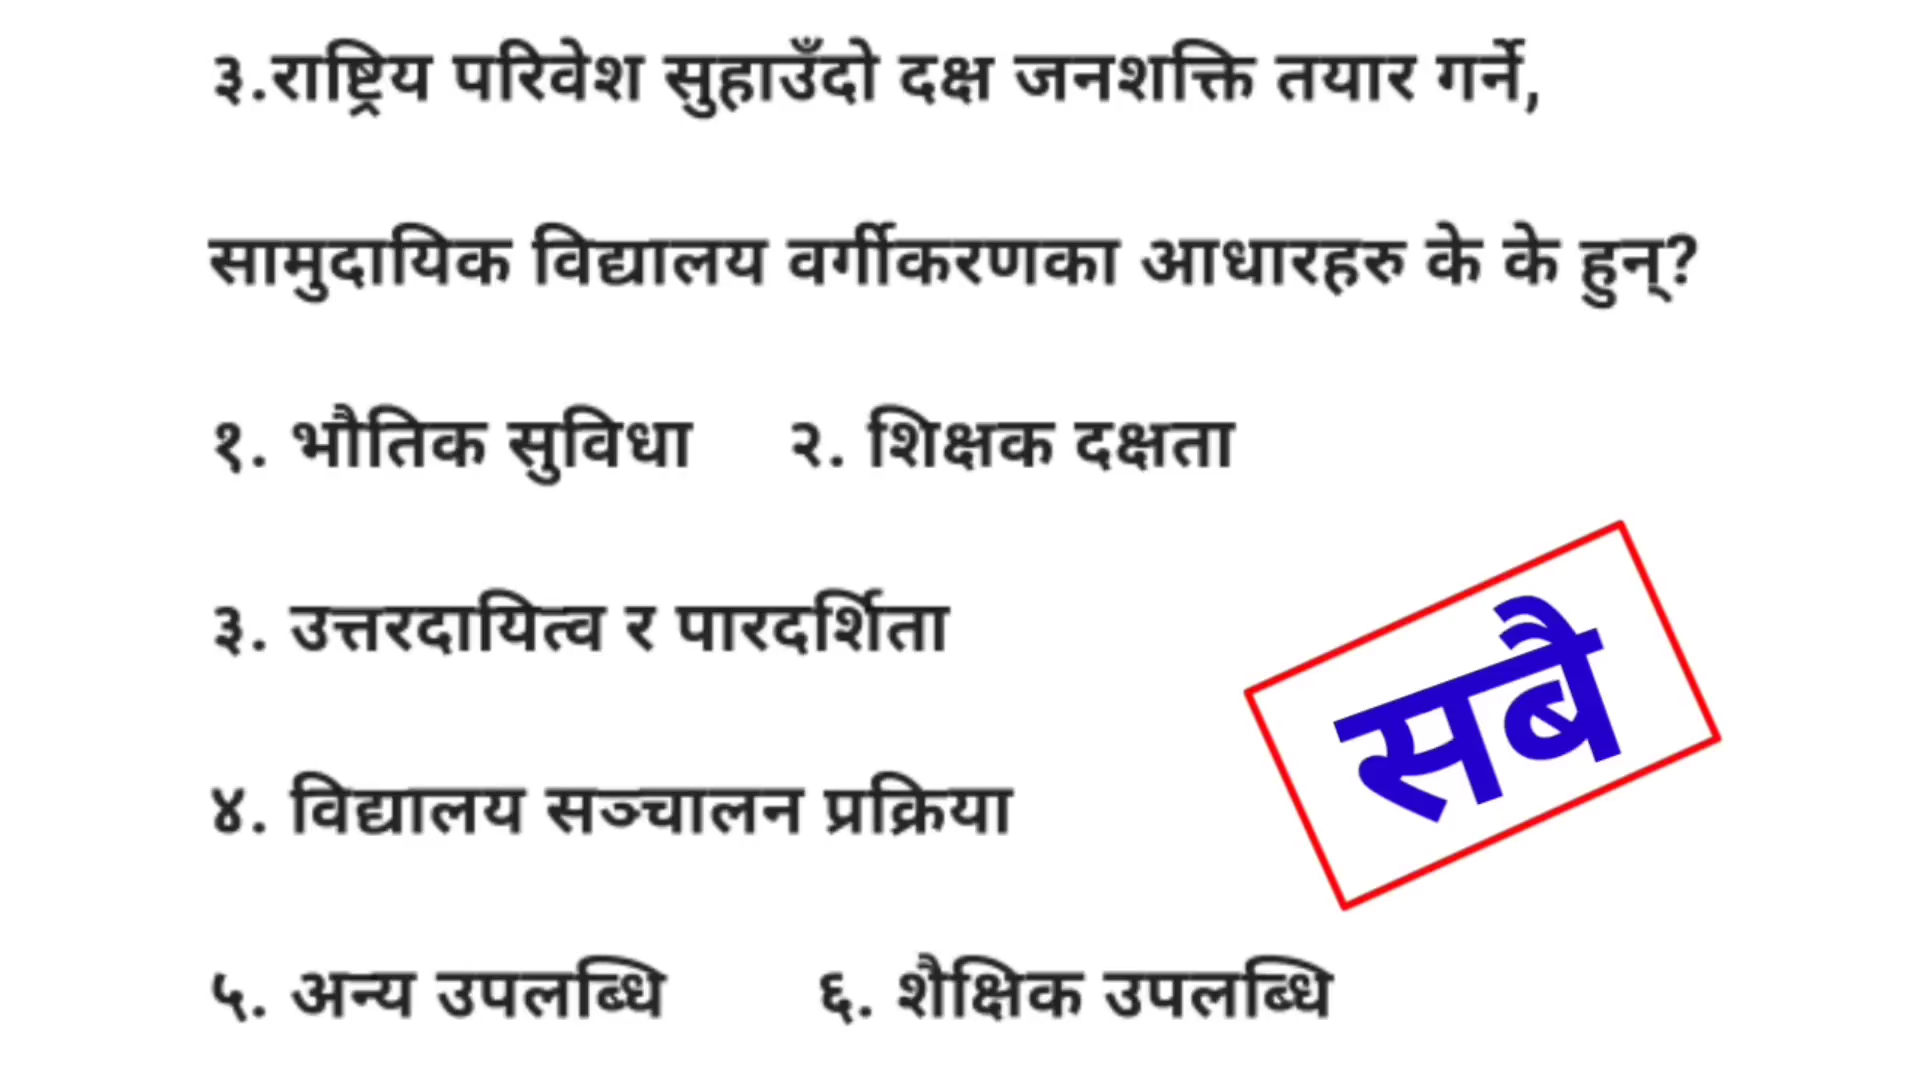 ३.राष्ट्रिय परिवेश सुहाउँदो दक्ष जनशक्ति तयार गर्ने,
सामुदायिक विद्यालय वर्गीकरणका आधारहरु के के हुन्?
१. भौतिक सुविधा २. शिक्षक दक्षता
३. उत्तरदायित्व र पारदर्शिता
सबै
४. विद्यालय सञ्चालन प्रक्रिया
५. अन्य उपलब्धि ६. शैक्षिक उपलब्धि